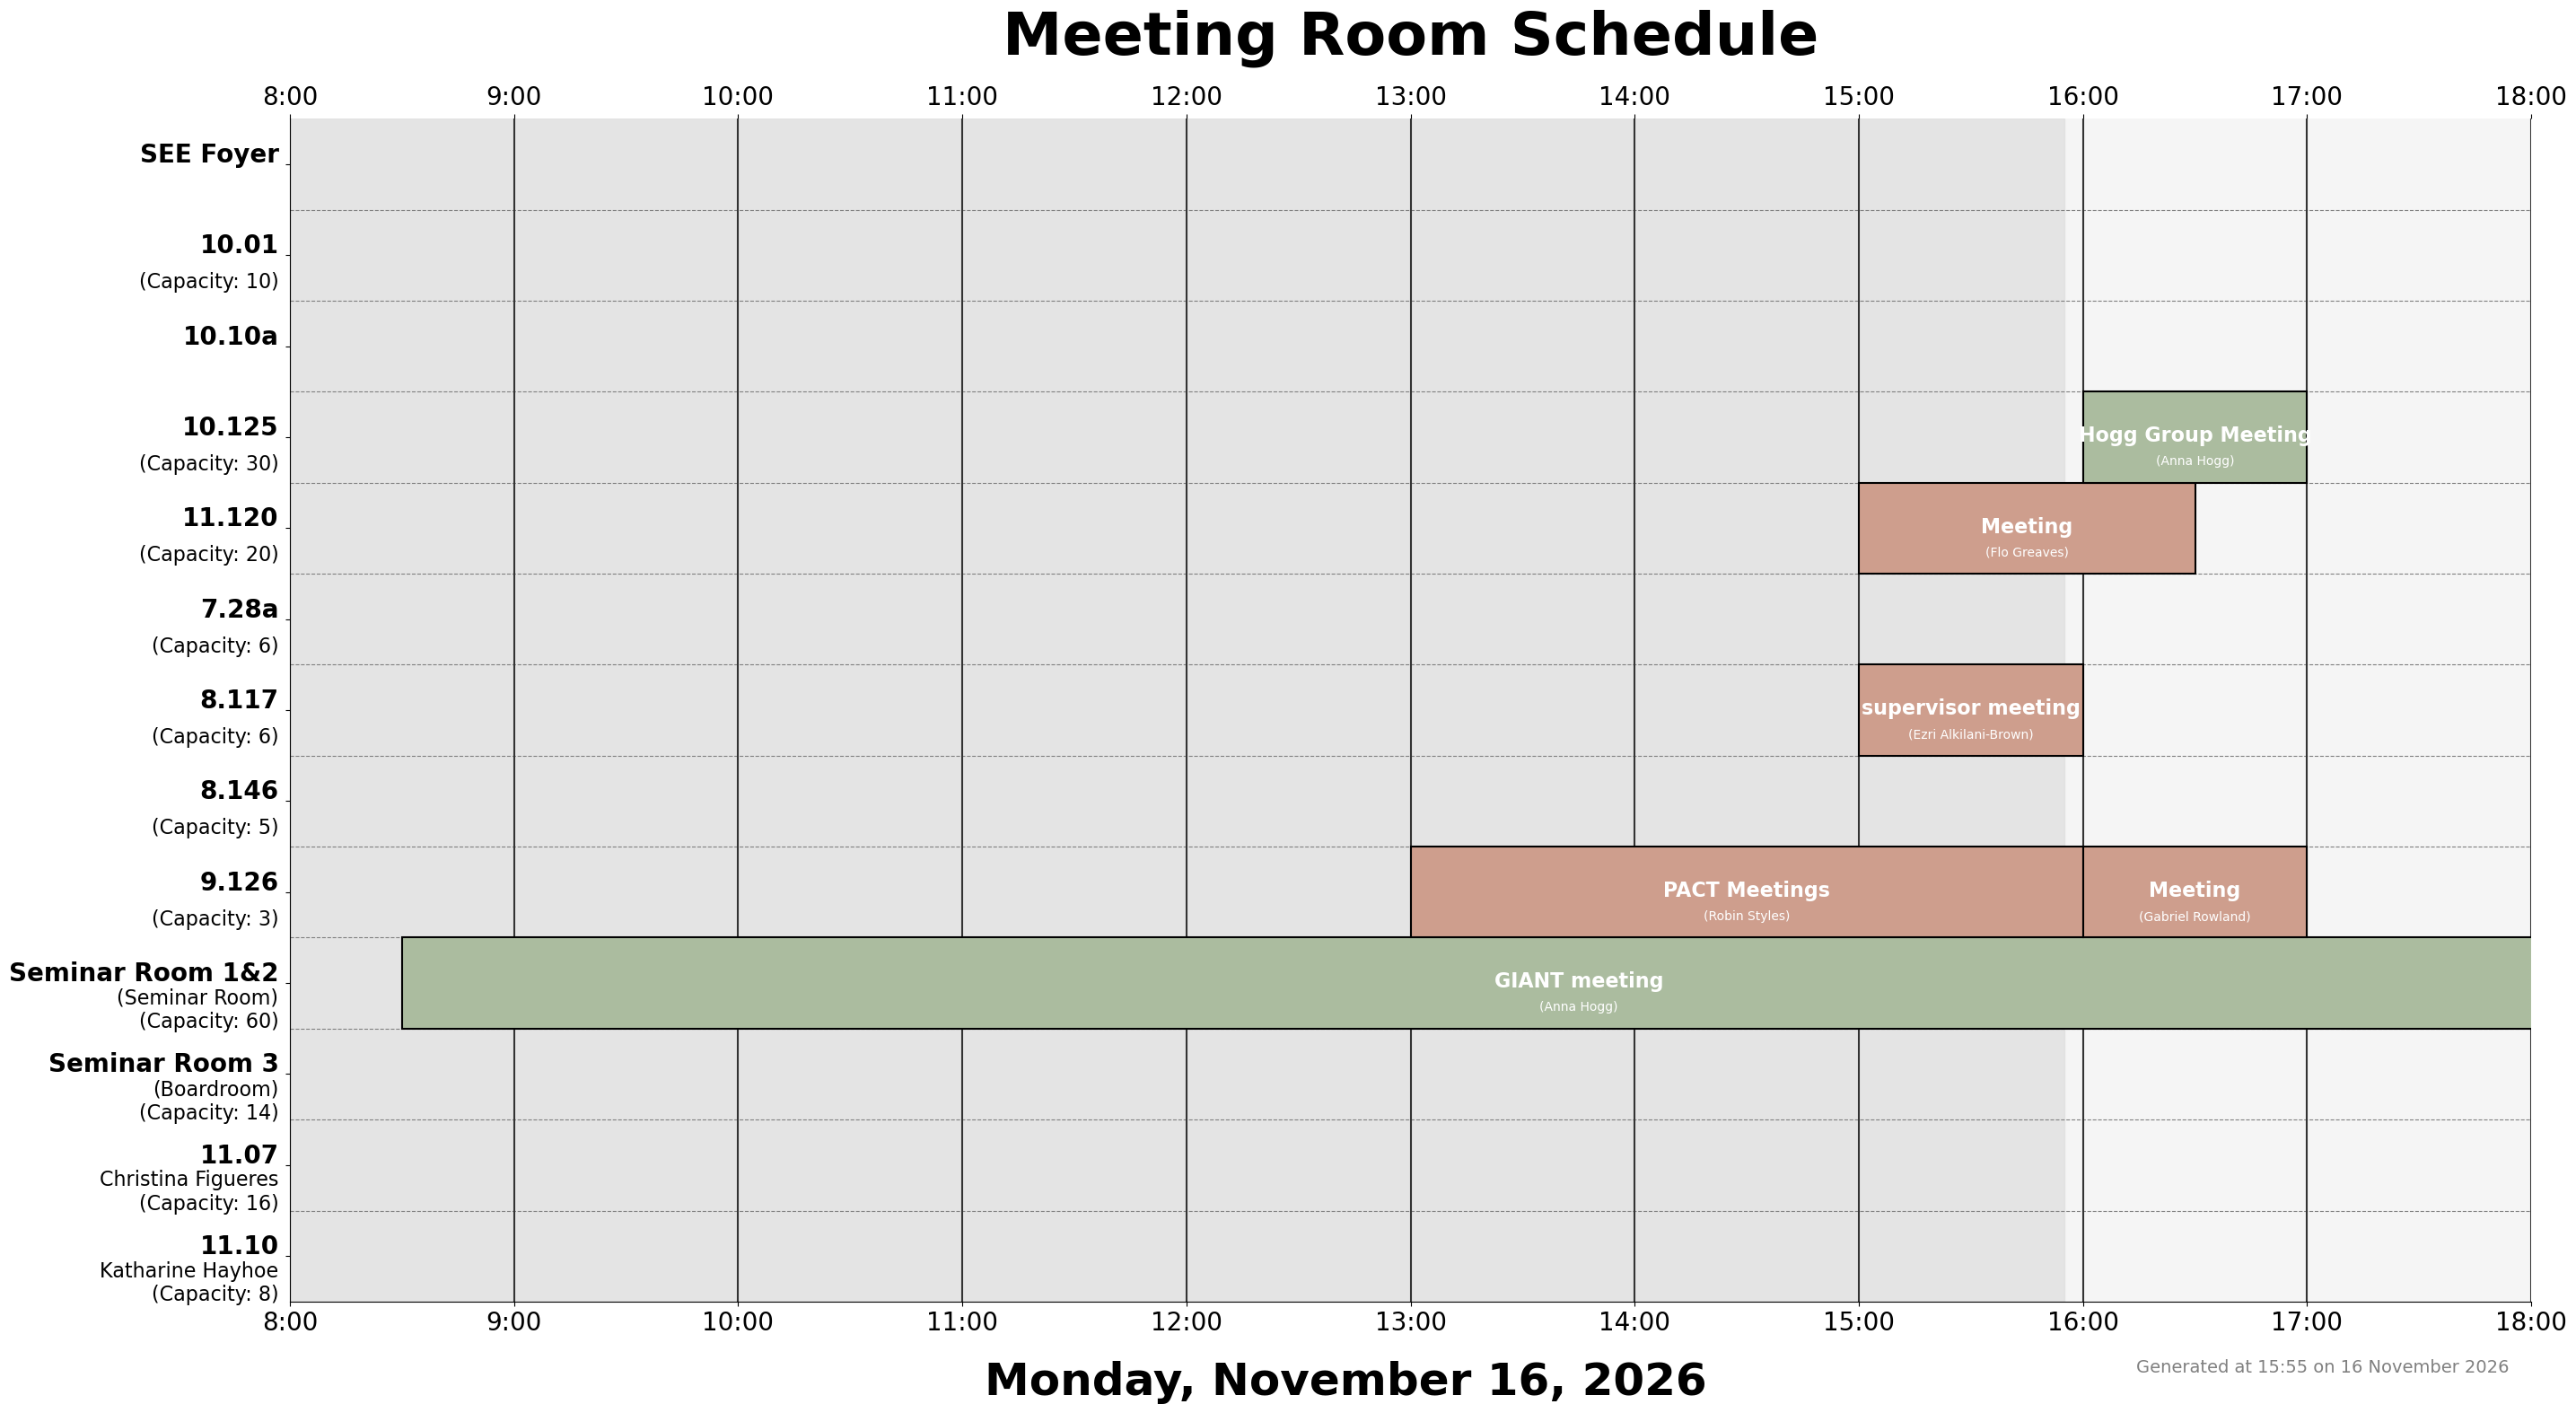 Meeting Room Schedule
8:00 9:00 10:00 11:00 12:00 13:00 14:00 15:00 16:00 17:00 18:00
SEE Foyer
10.01
(Capacity: 10)
10.10a
10.125
(Capacity: 30)
Hogg Group Meeting
(Anna Hogg)
11.120
(Capacity: 20)
Meeting
(Flo Greaves)
7.28a
(Capacity: 6)
8.117
(Capacity: 6)
supervisor meeting
(Ezri Alkilani-Brown)
8.146
(Capacity: 5)
9.126
(Capacity: 3)
PACT Meetings
(Robin Styles)
Meeting
(Gabriel Rowland)
Seminar Room 1&2
(Seminar Room)
(Capacity: 60)
GIANT meeting
(Anna Hogg)
Seminar Room 3
(Boardroom)
(Capacity: 14)
11.07
Christina Figueres
(Capacity: 16)
11.10
Katharine Hayhoe
(Capacity: 8)
8:00 9:00 10:00 11:00 12:00 13:00 14:00 15:00 16:00 17:00 18:00
Monday, November 16, 2026
Generated at 15:55 on 16 November 2026